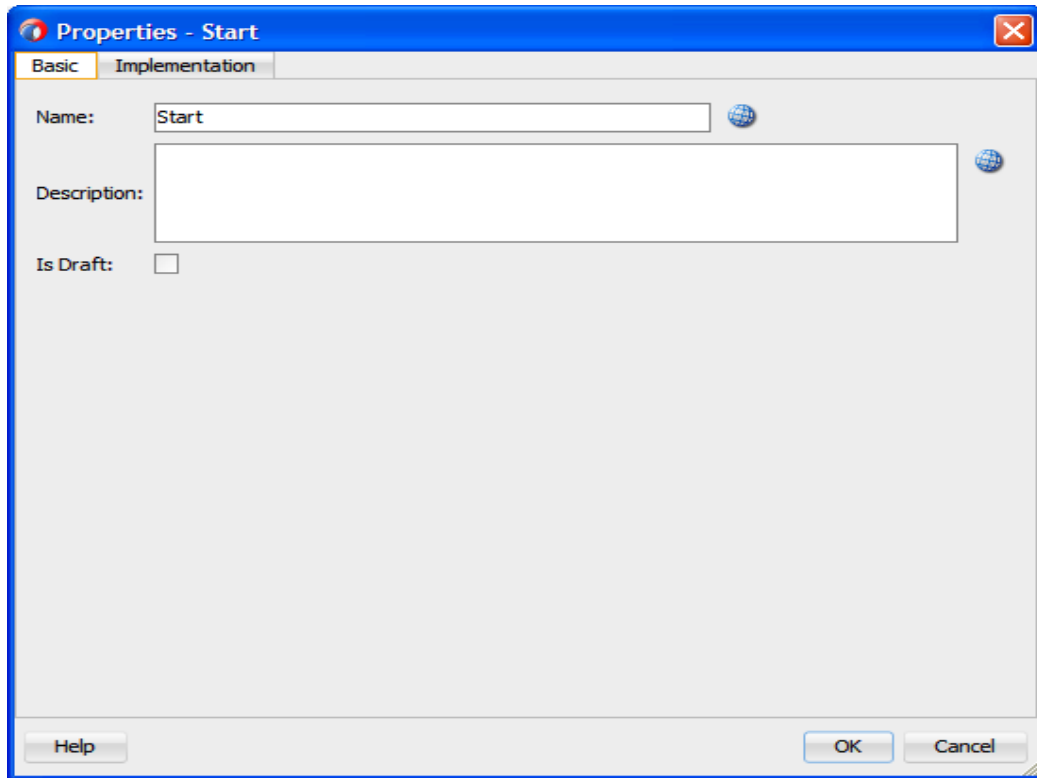 Properties - Start
Basic Implementation
Name: Start
Description:
Is Draft:
Help OK Cancel